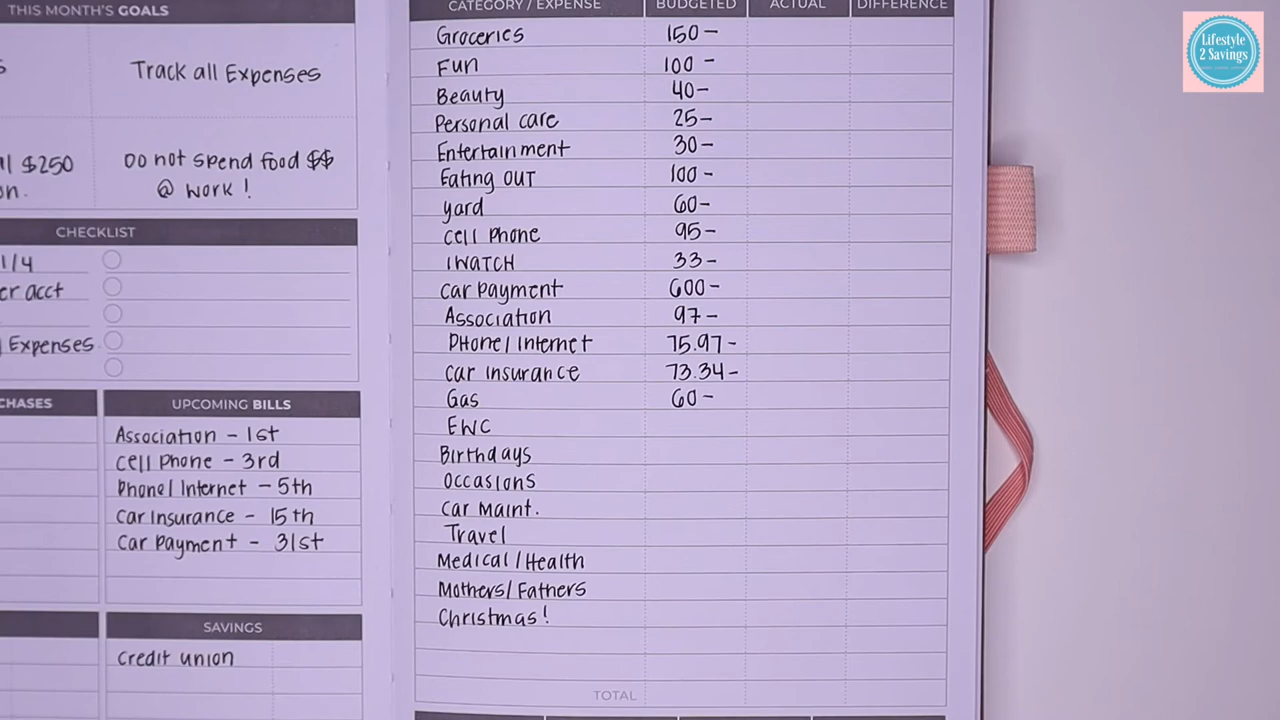 THIS MONTH'S GOALS
Track all Expenses
$250
on.
Do not spend food $$
@ work!
CHECKLIST
1/4
er acct
Expenses
CHASES
UPCOMING BILLS
Association - 1st
Cell Phone - 3rd
Phone/Internet - 5th
Car Insurance - 15th
Car Payment - 31st
SAVINGS
Credit union
CATEGORY / EXPENSE BUDGETED ACTUAL DIFFERENCE
Groceries 150-
Fun 100-
Beauty 40-
Personal care 25-
Entertainment 30-
Eating OUT 100-
yard 60-
Cell Phone 95-
IWATCH 33-
Car Payment 600-
Association 97-
PHone/Internet 75.97-
Car Insurance 73.34-
Gas 60-
EWC
Birthdays
Occasions
Car Maint.
Travel
Medical/Health
Mothers/Fathers
Christmas!
TOTAL
Lifestyle
2 Savings